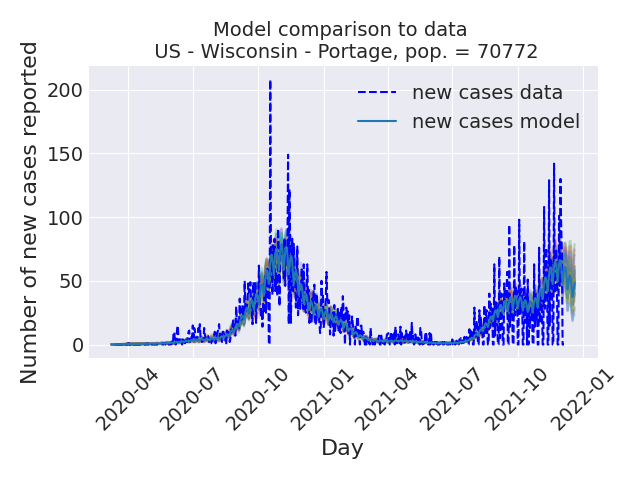 Model comparison to data
US - Wisconsin - Portage, pop. = 70772
new cases data
new cases model
Number of new cases reported
200
150
100
50
0
2020-04
2020-07
2020-10
2021-01
2021-04
2021-07
2021-10
2022-01
Day